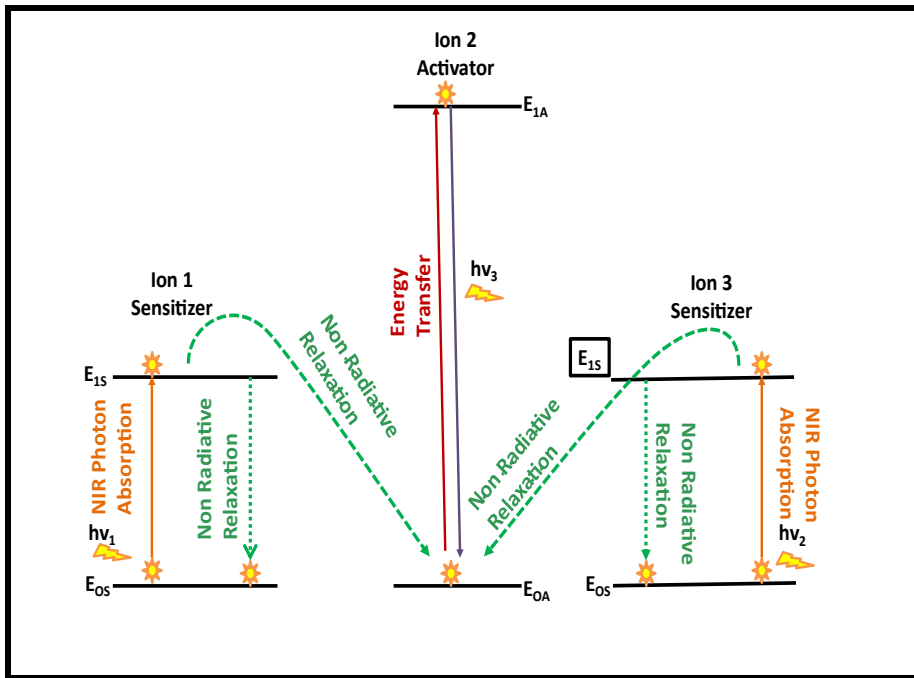 Ion 2
Activator
E1A
hv3
Energy
Transfer
Ion 1
Sensitizer
Non Radiative
Relaxation
Ion 3
Sensitizer
E1S
E1S
NIR Photon
Absorption
Non Radiative
Relaxation
Non Radiative
Relaxation
Non Radiative
Relaxation
NIR Photon
Absorption
hv1
hv2
EOS
EOA
EOS